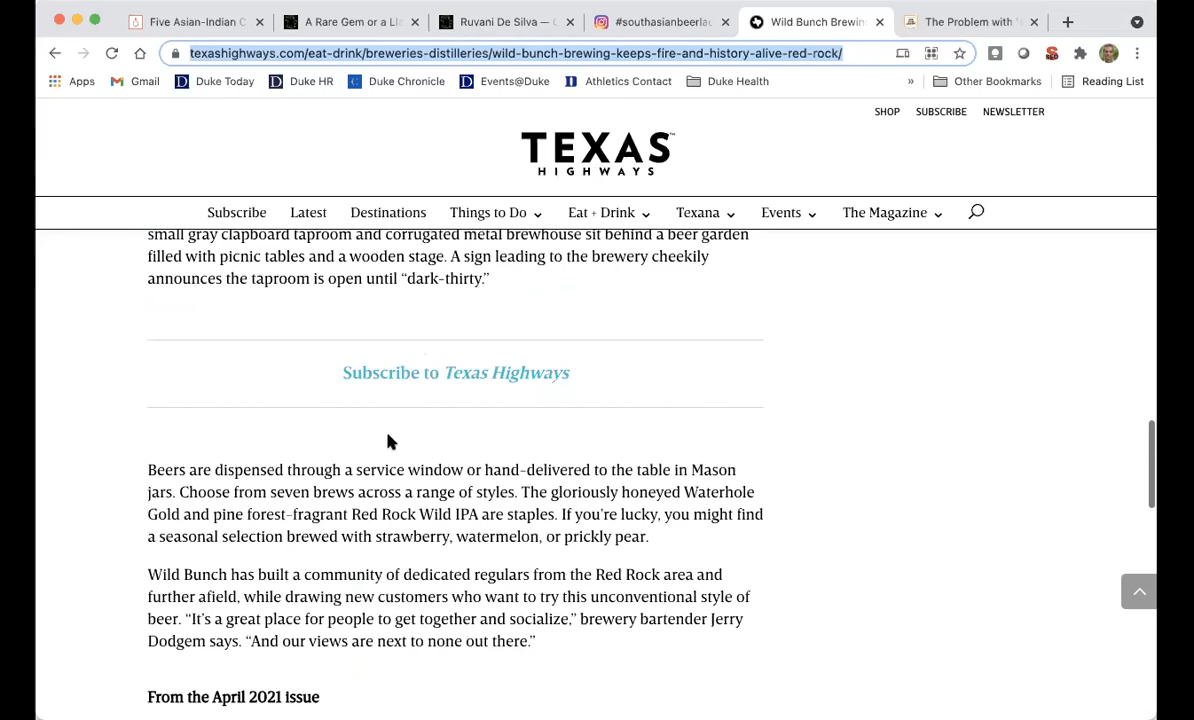 Five Asian-Indian C
A Rare Gem or a Ll
Ruvani De Silva — C
#southasianbeerla
Wild Bunch Brewin
The Problem with '
texashighways.com/eat-drink/breweries-distilleries/wild-bunch-brewing-keeps-fire-and-history-alive-red-rock/
Apps Gmail Duke Today Duke HR Duke Chronicle Events@Duke Athletics Contact Duke Health » Other Bookmarks Reading List
SHOP SUBSCRIBE NEWSLETTER
TEXAS™
HIGHWAYS
Subscribe Latest Destinations Things to Do Eat + Drink Texana Events The Magazine
small gray clapboard taproom and corrugated metal brewhouse sit behind a beer garden
filled with picnic tables and a wooden stage. A sign leading to the brewery cheekily
announces the taproom is open until “dark-thirty.”
Subscribe to Texas Highways
Beers are dispensed through a service window or hand-delivered to the table in Mason
jars. Choose from seven brews across a range of styles. The gloriously honeyed Waterhole
Gold and pine forest-fragrant Red Rock Wild IPA are staples. If you’re lucky, you might find
a seasonal selection brewed with strawberry, watermelon, or prickly pear.
Wild Bunch has built a community of dedicated regulars from the Red Rock area and
further afield, while drawing new customers who want to try this unconventional style of
beer. “It’s a great place for people to get together and socialize,” brewery bartender Jerry
Dodgem says. “And our views are next to none out there.”
From the April 2021 issue